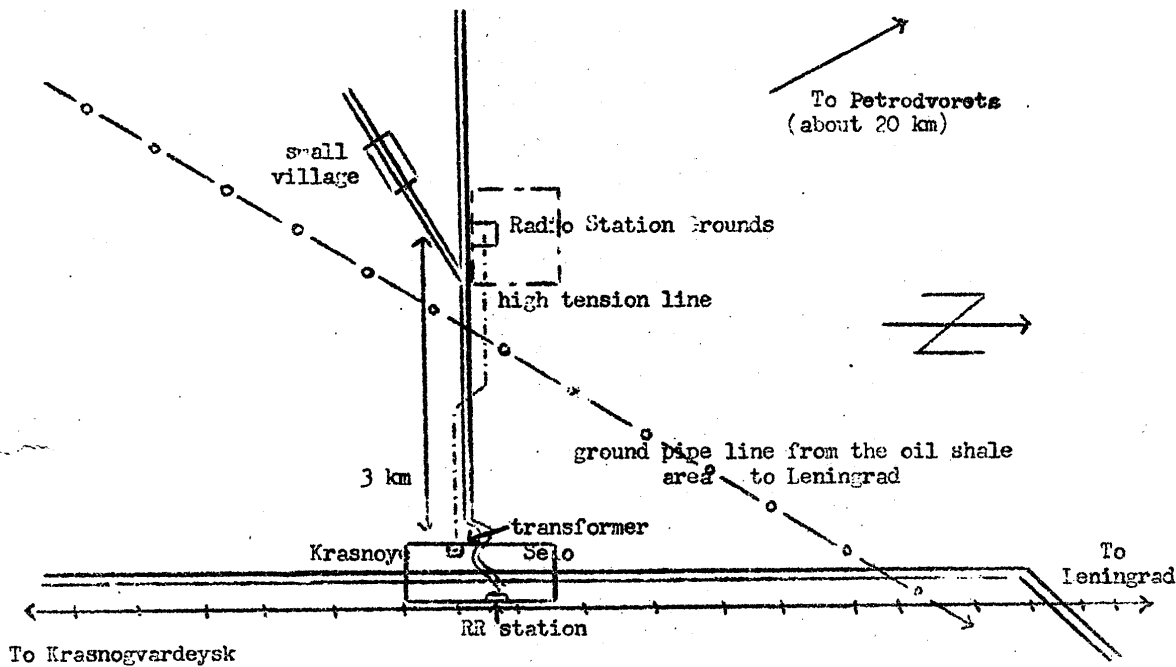 To Petrodvorets
(about 20 km)
small
village
Radio Station Grounds
high tension line
ground pipe line from the oil shale
area to Leningrad
3 km
transformer
Krasnoye Selo
To
Leningrad
RR station
To Krasnogvardeysk